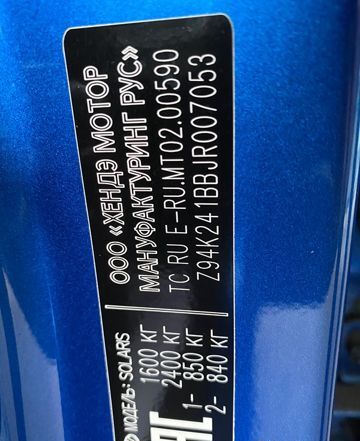 ООО «ХЕНДЭ МОТОР
МАНУФАКТУРИНГ РУС»
TC RU E-RU.MT02.00590
Z94K241BBJR007053
МОДЕЛЬ: SOLARIS
1600 КГ
2400 КГ
1- 850 КГ
2- 840 КГ